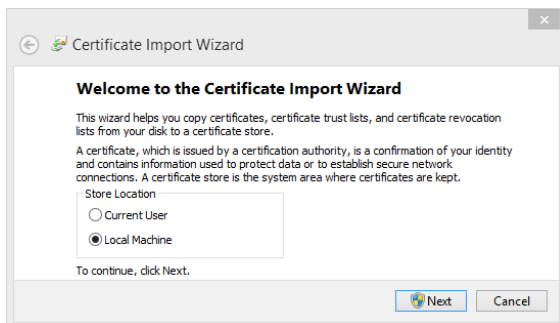 Certificate Import Wizard
Welcome to the Certificate Import Wizard
This wizard helps you copy certificates, certificate trust lists, and certificate revocation
lists from your disk to a certificate store.
A certificate, which is issued by a certification authority, is a confirmation of your identity
and contains information used to protect data or to establish secure network
connections. A certificate store is the system area where certificates are kept.
Store Location
Current User
Local Machine
To continue, click Next.
Next Cancel